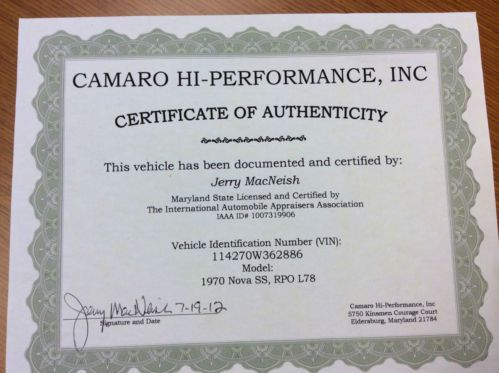 CAMARO HI-PERFORMANCE, INC
CERTIFICATE OF AUTHENTICITY
This vehicle has been documented and certified by:
Jerry MacNeish
Maryland State Licensed and Certified by
The International Automobile Appraisers Association
IAAA ID# 1007319906
Vehicle Identification Number (VIN):
114270W362886
Model:
1970 Nova SS, RPO L78
Jerry MacNeish 7-19-12
Signature and Date
Camaro Hi-Performance, Inc
5750 Kinsmen Courage Court
Eldersburg, Maryland 21784